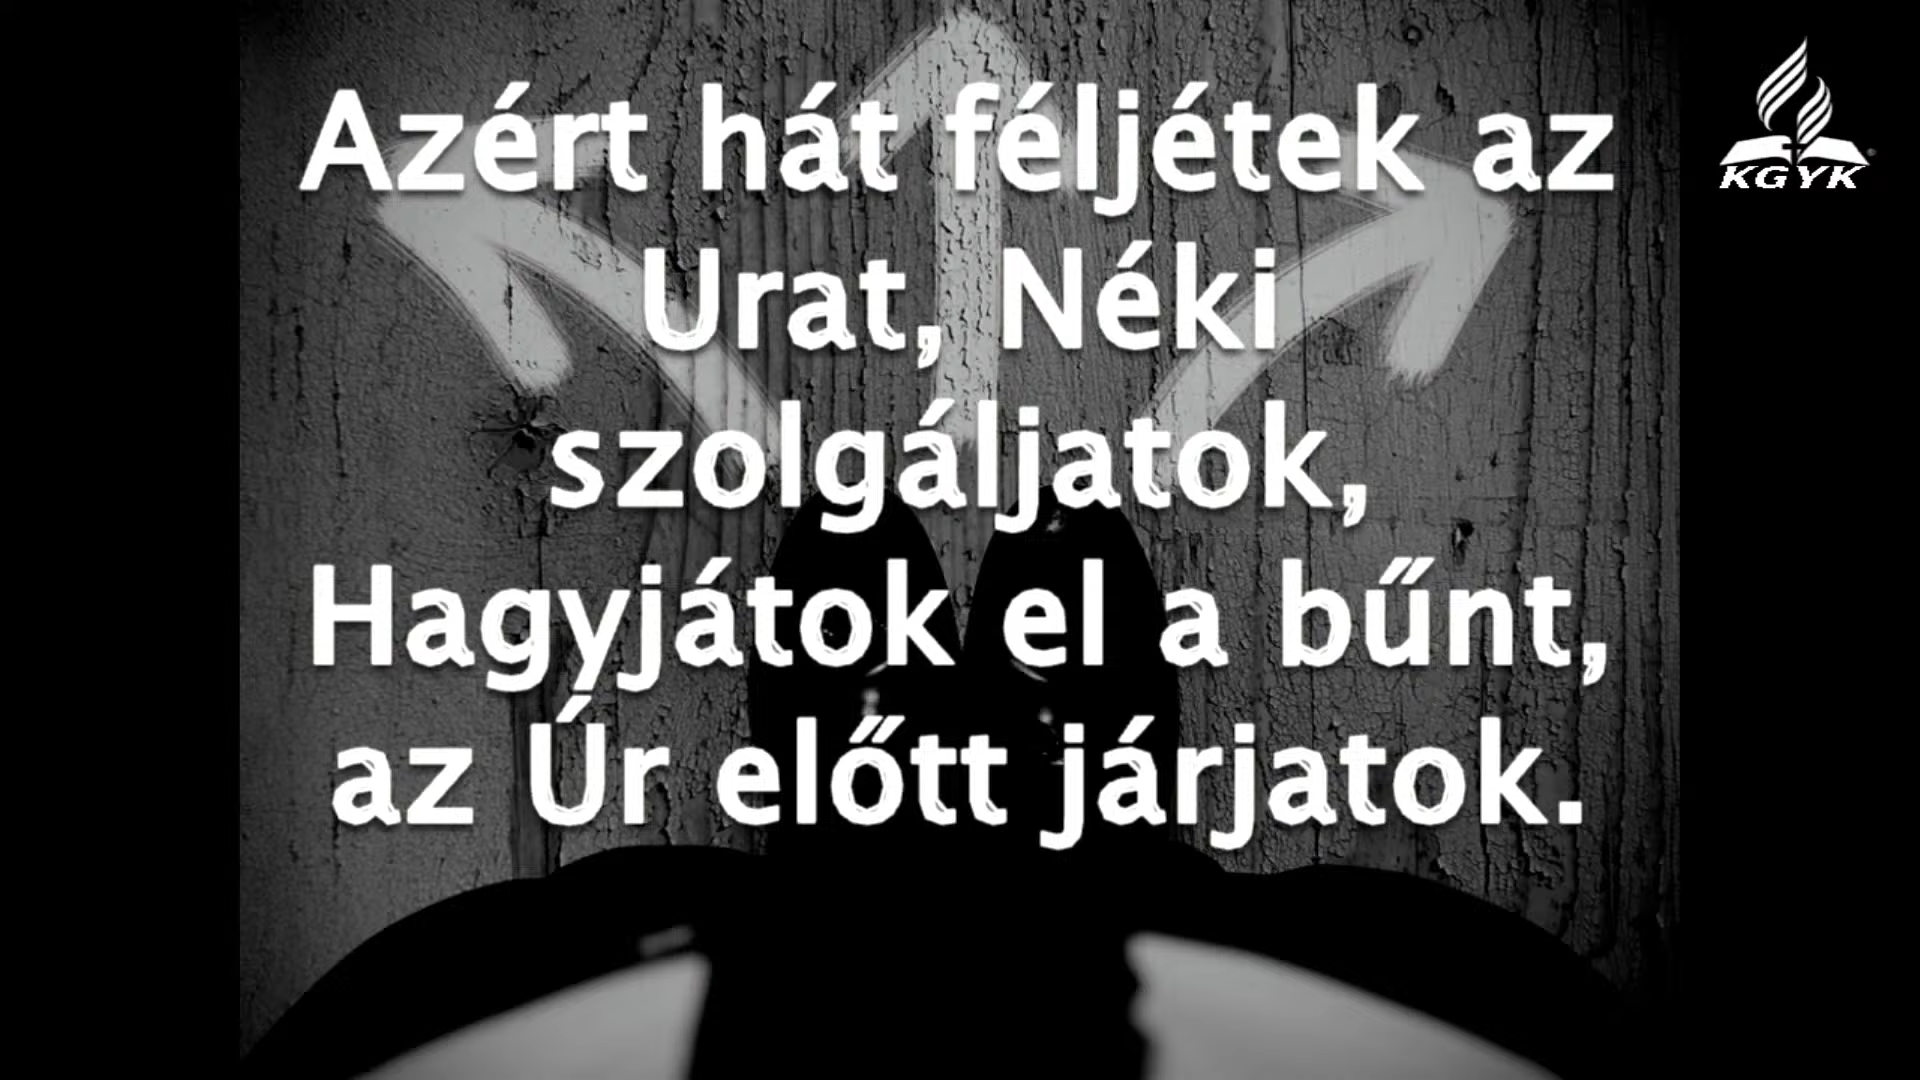 Azért hát féljétek az
Urat, Néki
szolgáljatok,
Hagyjátok el a bűnt,
az Úr előtt járjatok.
KGYK